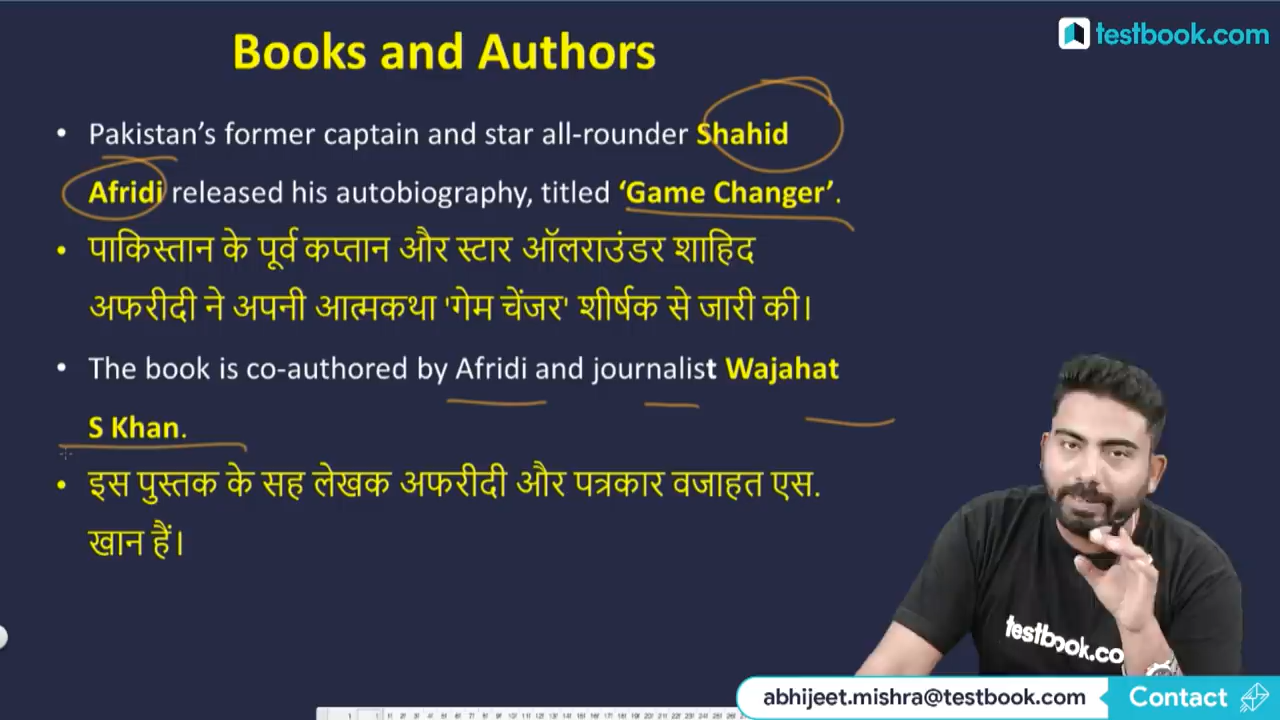 testbook.com
Books and Authors
• Pakistan's former captain and star all-rounder Shahid
Afridi released his autobiography, titled ‘Game Changer’.
• पाकिस्तान के पूर्व कप्तान और स्टार ऑलराउंडर शाहिद
अफरीदी ने अपनी आत्मकथा 'गेम चेंजर' शीर्षक से जारी की।
• The book is co-authored by Afridi and journalist Wajahat
S Khan.
• इस पुस्तक के सह लेखक अफरीदी और पत्रकार वजाहत एस.
खान हैं।
testbook.co
abhijeet.mishra@testbook.com
Contact